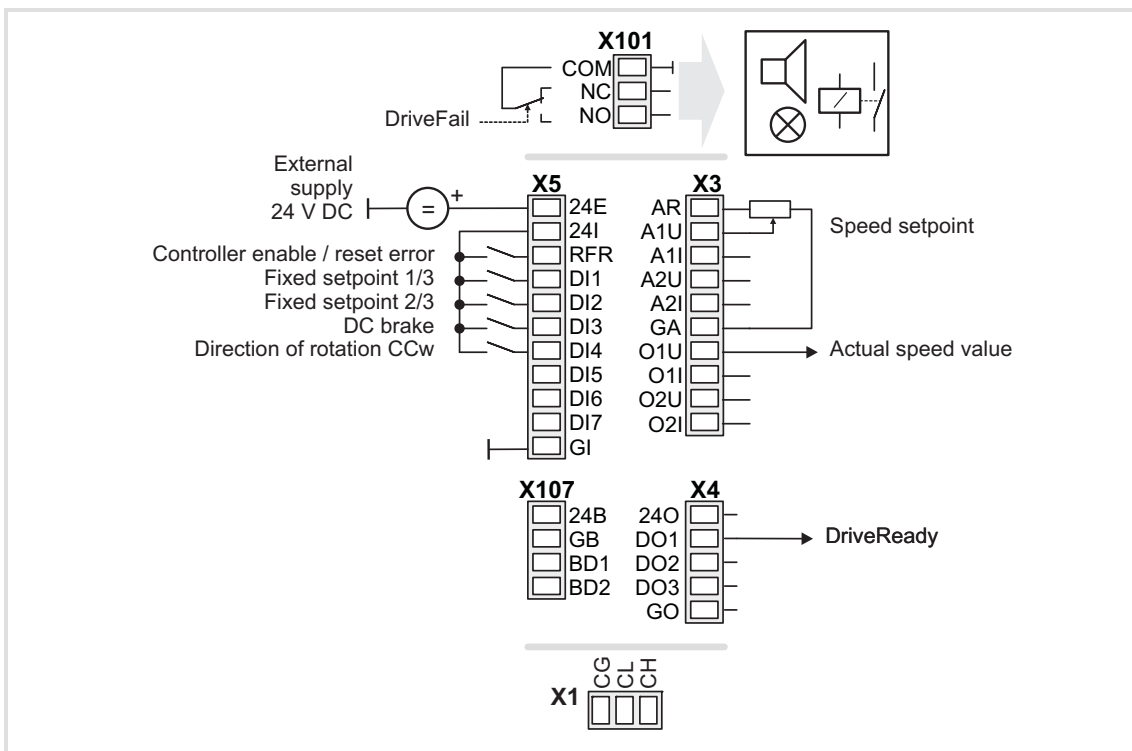 X101
COM
NC
NO
DriveFail
External
supply
24 V DC
=
+
X5
24E
24I
RFR
DI1
DI2
DI3
DI4
DI5
DI6
DI7
GI
Controller enable / reset error
Fixed setpoint 1/3
Fixed setpoint 2/3
DC brake
Direction of rotation CCw
X3
AR
A1U
A1I
A2U
A2I
GA
O1U
O1I
O2U
O2I
Speed setpoint
Actual speed value
X107
24B
GB
BD1
BD2
X4
24O
DO1
DO2
DO3
GO
DriveReady
X1
CG
CL
CH